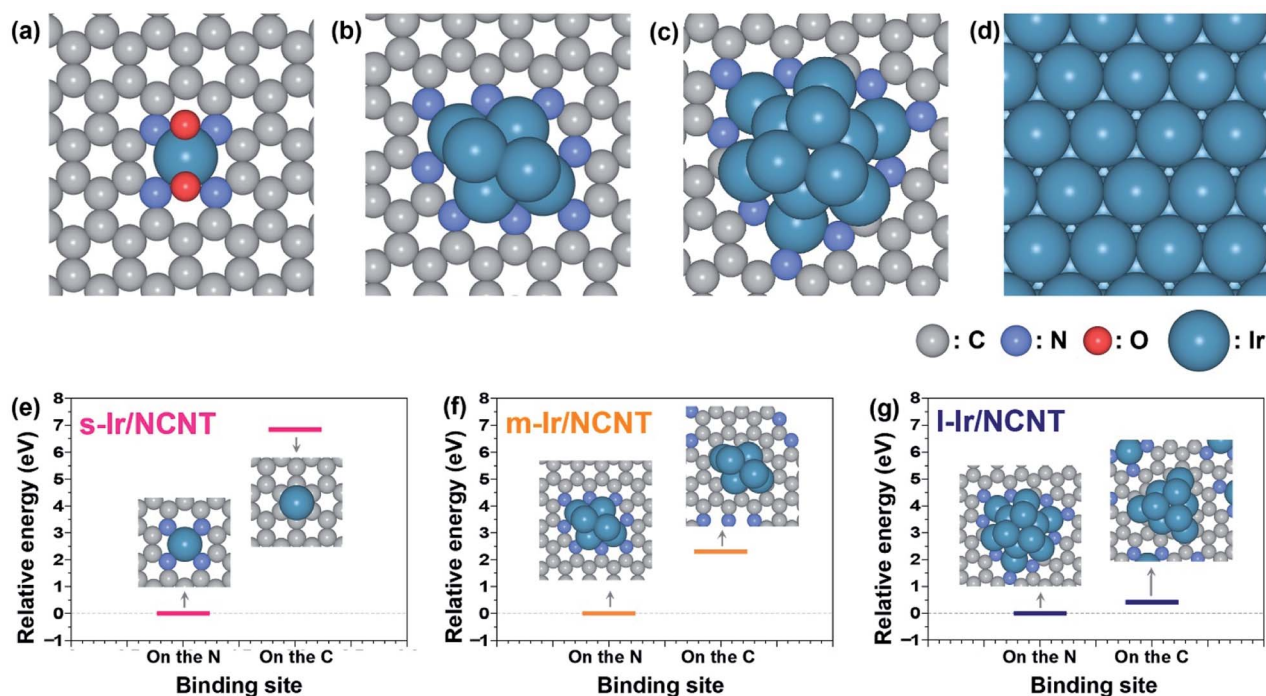 (a) (b) (c) (d)
: C : N : O : Ir
(e) (f) (g)
s-Ir/NCNT m-Ir/NCNT l-Ir/NCNT
Relative energy (eV) Relative energy (eV) Relative energy (eV)
8 8 8
7 7 7
6 6 6
5 5 5
4 4 4
3 3 3
2 2 2
1 1 1
0 0 0
−1 −1 −1
On the N On the C On the N On the C On the N On the C
Binding site Binding site Binding site